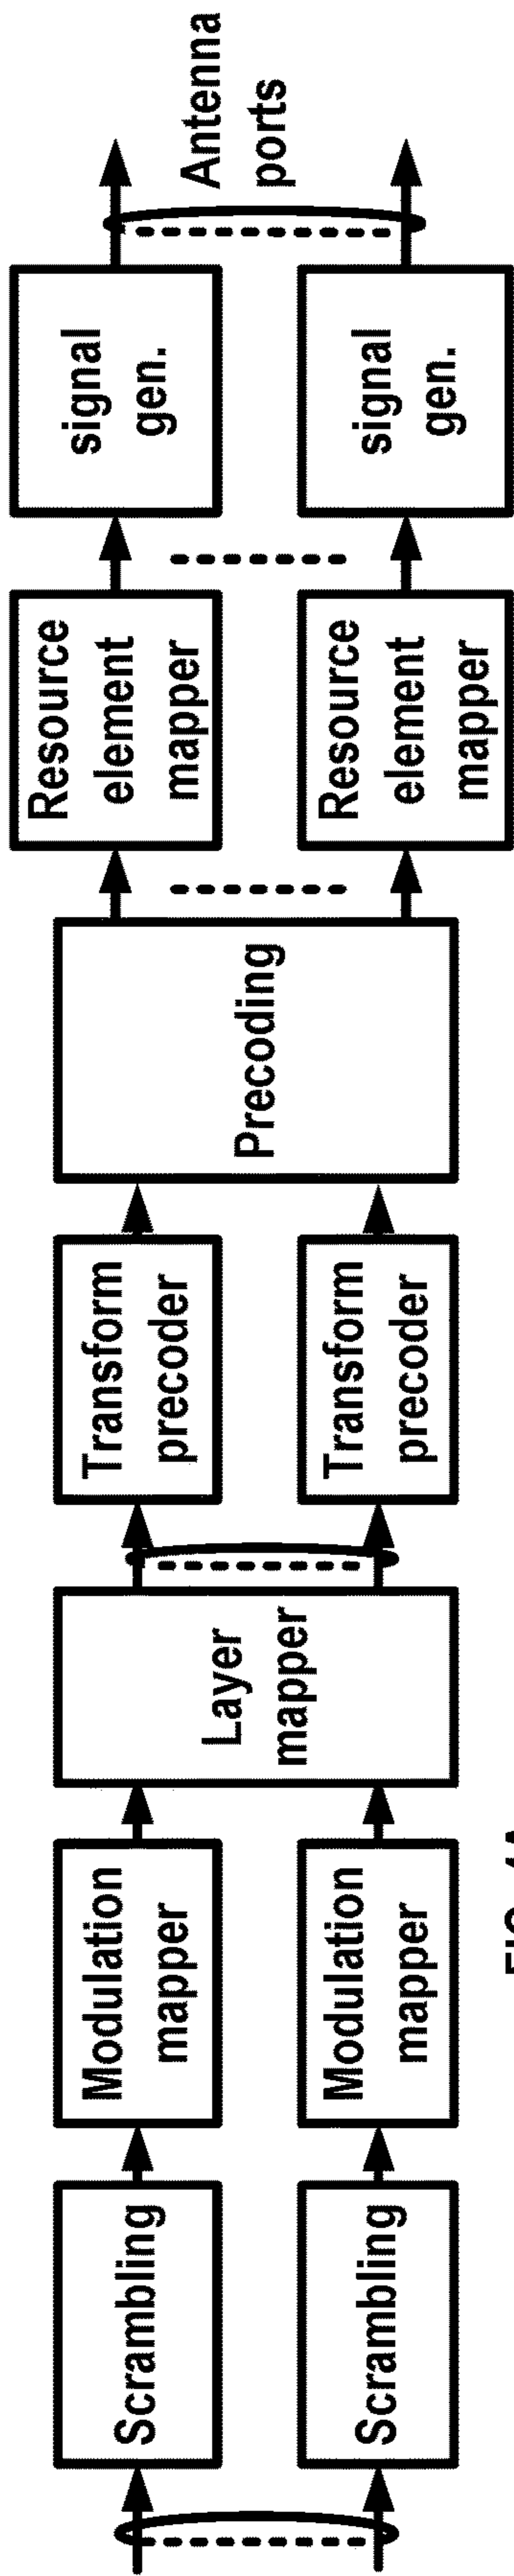 Scrambling
Scrambling
Modulation
mapper
Modulation
mapper
Layer
mapper
Transform
precoder
Transform
precoder
Precoding
Resource
element
mapper
Resource
element
mapper
signal
gen.
signal
gen.
Antenna
ports